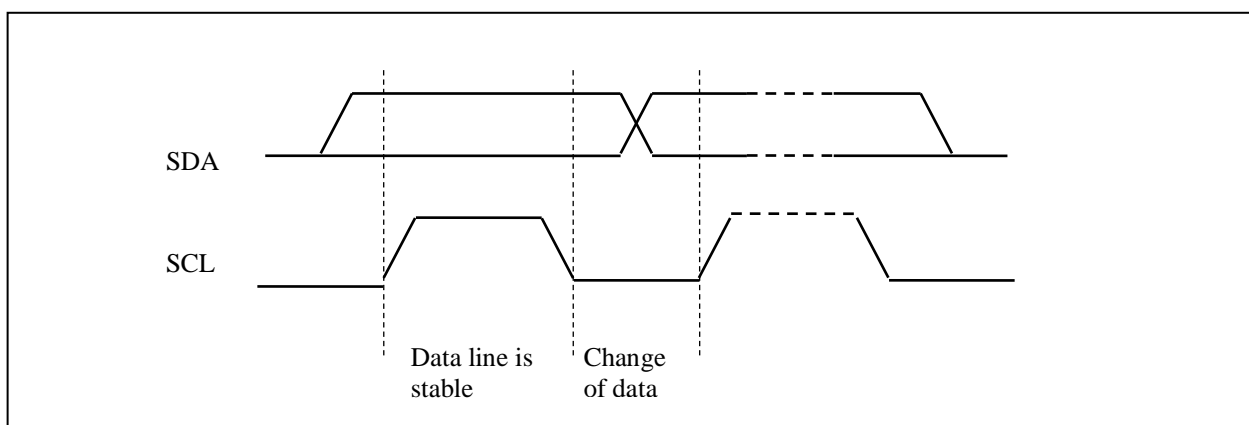 SDA
SCL
Data line is
stable
Change
of data